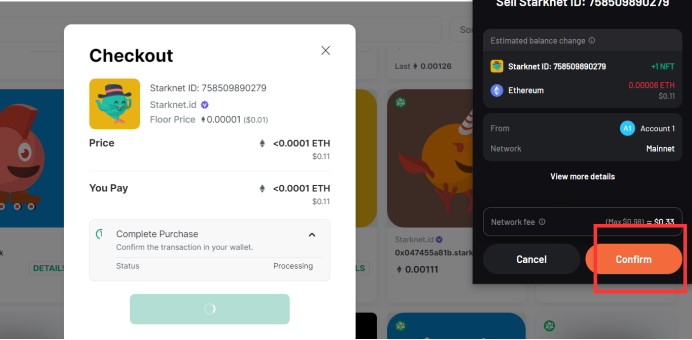 Sell Starknet ID: 758509890279
Checkout
Starknet ID: 758509890279
Starknet.id
Floor Price 0.00001 ($0.01)
Price <0.0001 ETH
$0.11
You Pay <0.0001 ETH
$0.11
Complete Purchase
Confirm the transaction in your wallet.
Status Processing
Last 0.00126
DETAILS
Starknet.id
0x047455a81b.stark
0.00111
Estimated balance change
Starknet ID: 758509890279 +1 NFT
Ethereum 0.00006 ETH
$0.11
From A1 Account 1
Network Mainnet
View more details
Network fee (Max $0.98) ≈ $0.33
Cancel Confirm